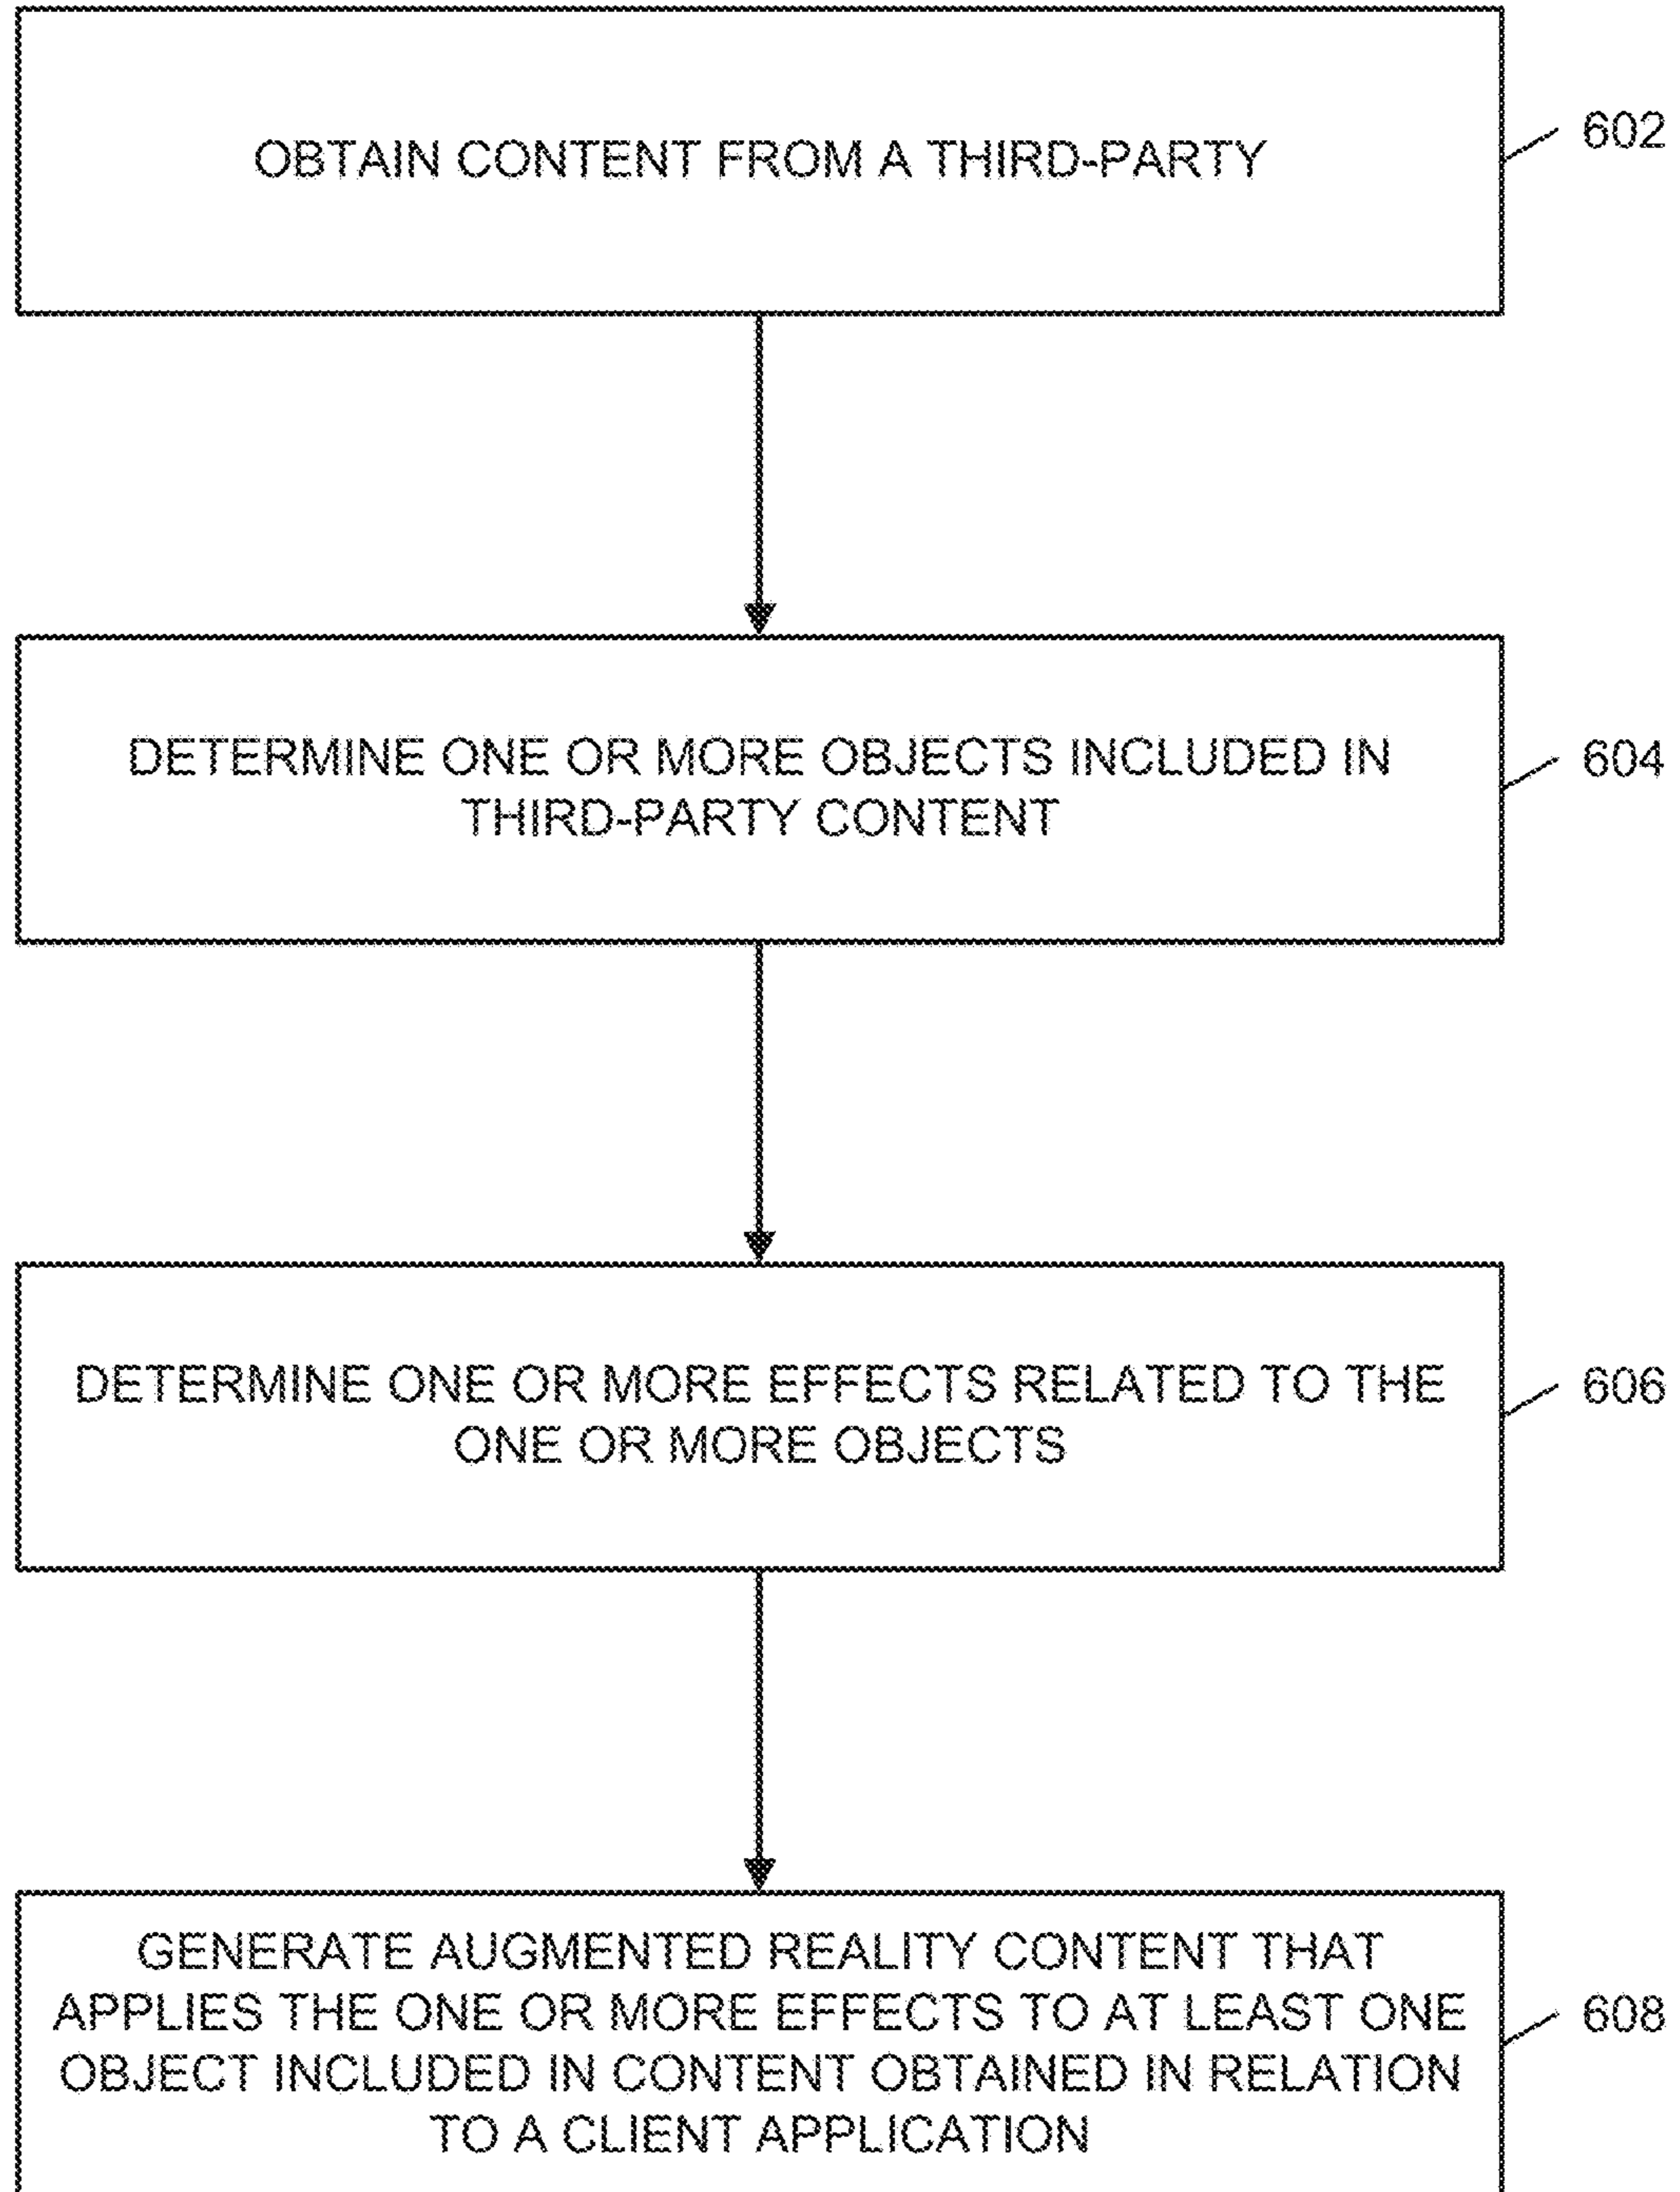 OBTAIN CONTENT FROM A THIRD-PARTY
602
DETERMINE ONE OR MORE OBJECTS INCLUDED IN
THIRD-PARTY CONTENT
604
DETERMINE ONE OR MORE EFFECTS RELATED TO THE
ONE OR MORE OBJECTS
606
GENERATE AUGMENTED REALITY CONTENT THAT
APPLIES THE ONE OR MORE EFFECTS TO AT LEAST ONE
OBJECT INCLUDED IN CONTENT OBTAINED IN RELATION
TO A CLIENT APPLICATION
608